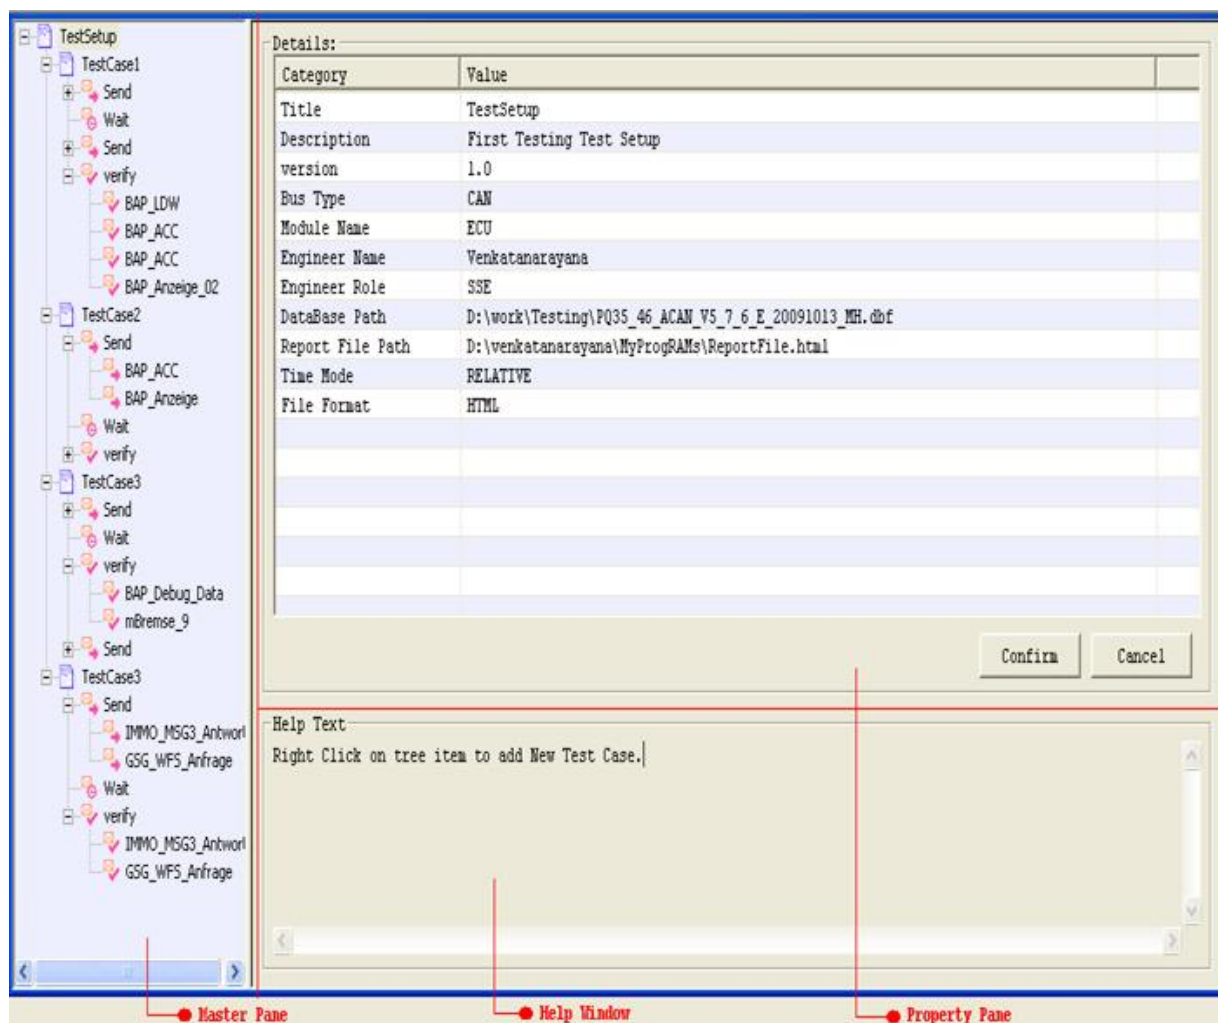 TestSetup
TestCase1
Send
Wait
Send
verify
BAP_LDW
BAP_ACC
BAP_ACC
BAP_Anzeige_02
TestCase2
Send
BAP_ACC
BAP_Anzeige
Wait
verify
TestCase3
Send
Wait
verify
BAP_Debug_Data
mBremse_9
Send
TestCase3
Send
IMMO_MSG3_Antwort
GSG_WFS_Anfrage
Wait
verify
IMMO_MSG3_Antwort
GSG_WFS_Anfrage
Details:
Category Value
Title TestSetup
Description First Testing Test Setup
version 1.0
Bus Type CAN
Module Name ECU
Engineer Name Venkatanarayana
Engineer Role SSE
DataBase Path D:\work\Testing\PQ35_46_ACAN_V5_7_6_E_20091013_MH.dbf
Report File Path D:\venkatanarayana\MyProgRAMs\ReportFile.html
Time Mode RELATIVE
File Format HTML
Confirm Cancel
Help Text
Right Click on tree item to add New Test Case.
Master Pane Help Window Property Pane